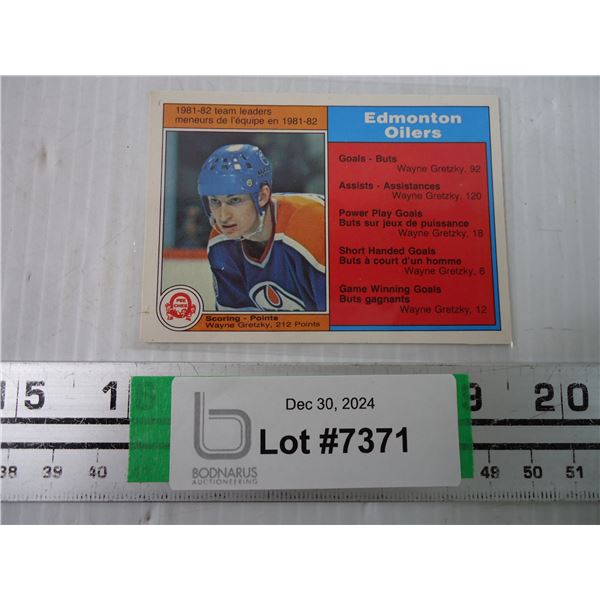 1981-82 team leaders
meneurs de l'équipe en 1981-82
Edmonton
Oilers
Goals - Buts
Wayne Gretzky, 92
Assists - Assistances
Wayne Gretzky, 120
Power Play Goals
Buts sur jeux de puissance
Wayne Gretzky, 18
Short Handed Goals
Buts à court d'un homme
Wayne Gretzky, 6
Game Winning Goals
Buts gagnants
Wayne Gretzky, 12
O
PEE
CHEE
Scoring - Points
Wayne Gretzky, 212 Points
15
9 20
Dec 30, 2024
Lot #7371
BODNARUS
AUCTIONEERING
38 39 40 49 50 51